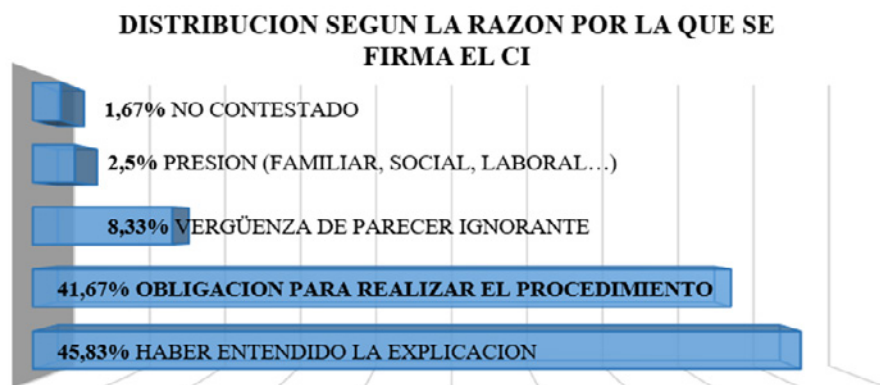 DISTRIBUCION SEGUN LA RAZON POR LA QUE SE
FIRMA EL CI
1,67% NO CONTESTADO
2,5% PRESION (FAMILIAR, SOCIAL, LABORAL…)
8,33% VERGÜENZA DE PARECER IGNORANTE
41,67% OBLIGACION PARA REALIZAR EL PROCEDIMIENTO
45,83% HABER ENTENDIDO LA EXPLICACION